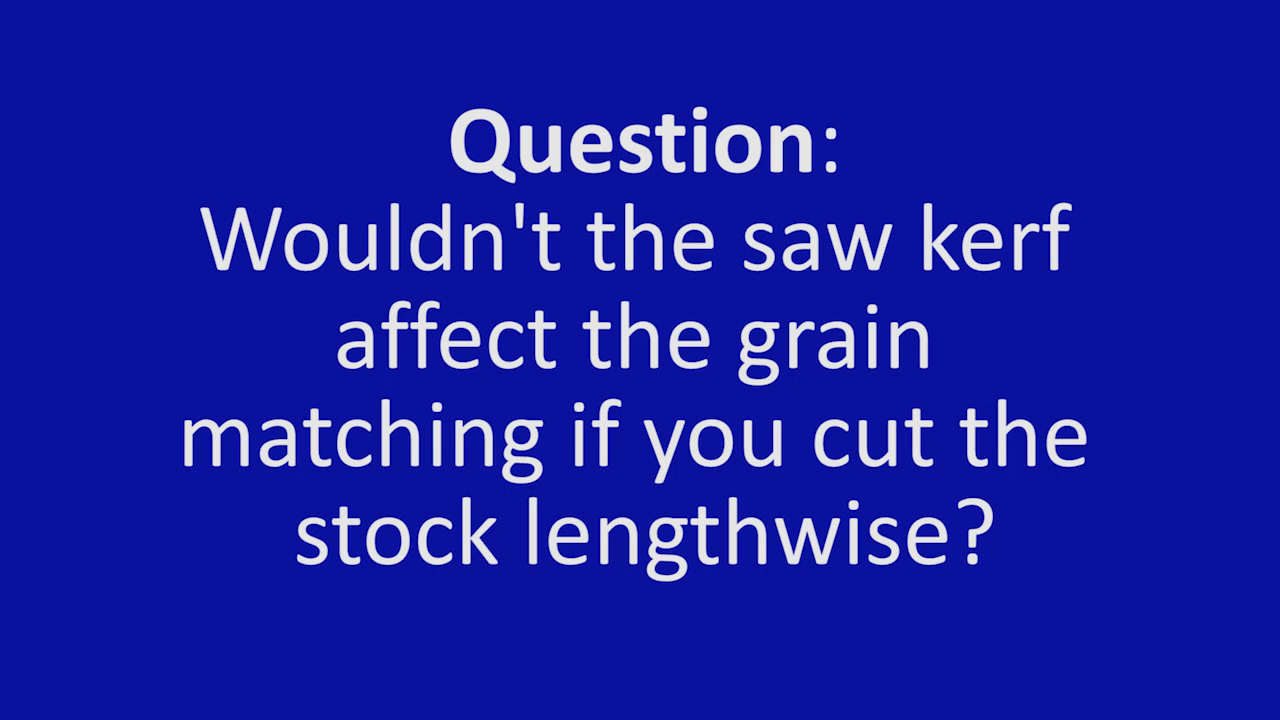 Question:
Wouldn't the saw kerf
affect the grain
matching if you cut the
stock lengthwise?